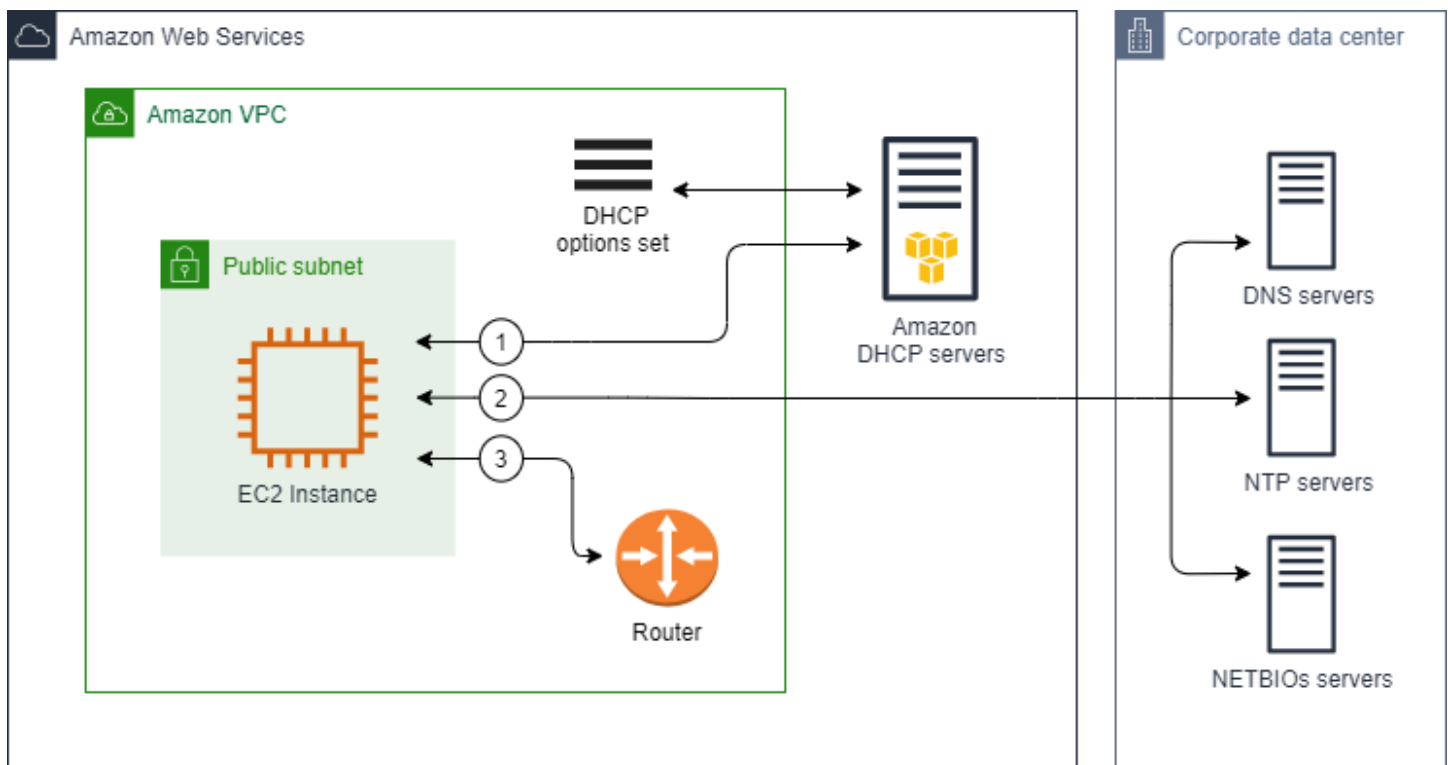 Amazon Web Services
Corporate data center
Amazon VPC
DHCP
options set
Public subnet
DNS servers
Amazon
DHCP servers
1
2
3
EC2 Instance
NTP servers
Router
NETBIOs servers